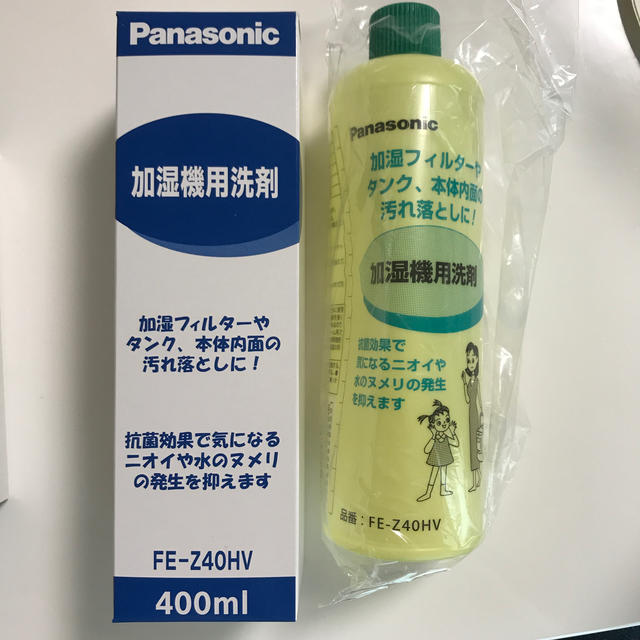 Panasonic
加湿機用洗剤
加湿フィルターや
タンク、本体内面の
汚れ落としに!
抗菌効果で気になる
ニオイや水のヌメリ
の発生を抑えます
FE-Z40HV
400ml
Panasonic
加湿フィルターや
タンク、本体内面の
汚れ落としに!
加湿機用洗剤
抗菌効果で
気になるニオイや
水のヌメリの発生
を抑えます
品番:FE-Z40HV